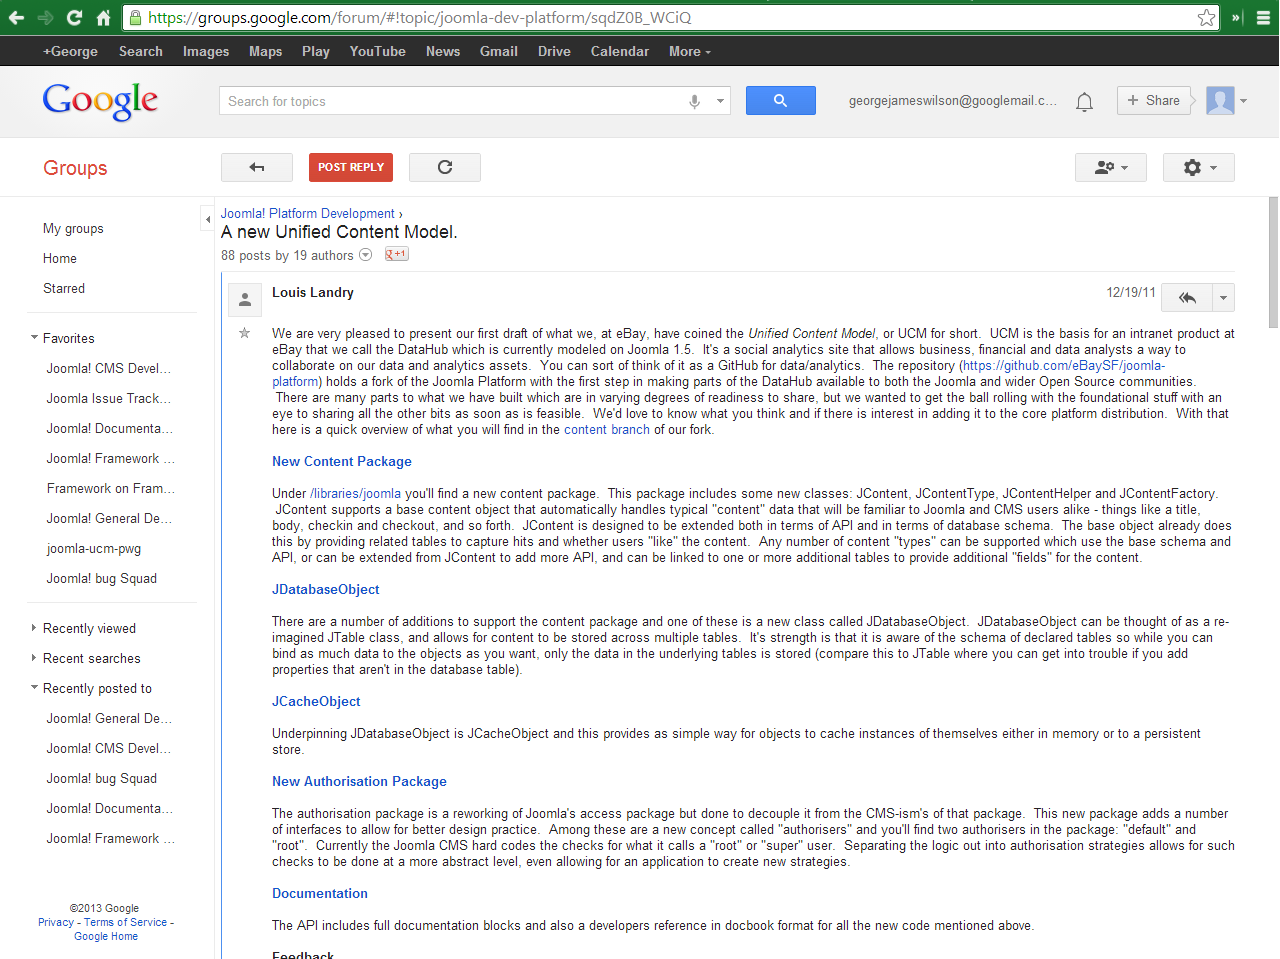 https://groups.google.com/forum/#!topic/joomla-dev-platform/sqdZ0B_WCiQ
+George Search Images Maps Play YouTube News Gmail Drive Calendar More
Google
Search for topics
georgejameswilson@googlemail.c...
+ Share
Groups
POST REPLY
My groups
Home
Starred
Favorites
Joomla! CMS Devel...
Joomla Issue Track...
Joomla! Documenta...
Joomla! Framework ...
Framework on Fram...
Joomla! General De...
joomla-ucm-pwg
Joomla! bug Squad
Recently viewed
Recent searches
Recently posted to
Joomla! General De...
Joomla! CMS Devel...
Joomla! bug Squad
Joomla! Documenta...
Joomla! Framework ...
©2013 Google
Privacy - Terms of Service -
Google Home
Joomla! Platform Development ›
A new Unified Content Model.
88 posts by 19 authors
g +1
Louis Landry
12/19/11
We are very pleased to present our first draft of what we, at eBay, have coined the Unified Content Model, or UCM for short. UCM is the basis for an intranet product at
eBay that we call the DataHub which is currently modeled on Joomla 1.5. It's a social analytics site that allows business, financial and data analysts a way to
collaborate on our data and analytics assets. You can sort of think of it as a GitHub for data/analytics. The repository (https://github.com/eBaySF/joomla-
platform) holds a fork of the Joomla Platform with the first step in making parts of the DataHub available to both the Joomla and wider Open Source communities.
There are many parts to what we have built which are in varying degrees of readiness to share, but we wanted to get the ball rolling with the foundational stuff with an
eye to sharing all the other bits as soon as is feasible. We'd love to know what you think and if there is interest in adding it to the core platform distribution. With that
here is a quick overview of what you will find in the content branch of our fork.
New Content Package
Under /libraries/joomla you'll find a new content package. This package includes some new classes: JContent, JContentType, JContentHelper and JContentFactory.
JContent supports a base content object that automatically handles typical "content" data that will be familiar to Joomla and CMS users alike - things like a title,
body, checkin and checkout, and so forth. JContent is designed to be extended both in terms of API and in terms of database schema. The base object already does
this by providing related tables to capture hits and whether users "like" the content. Any number of content "types" can be supported which use the base schema and
API, or can be extended from JContent to add more API, and can be linked to one or more additional tables to provide additional "fields" for the content.
JDatabaseObject
There are a number of additions to support the content package and one of these is a new class called JDatabaseObject. JDatabaseObject can be thought of as a re-
imagined JTable class, and allows for content to be stored across multiple tables. It's strength is that it is aware of the schema of declared tables so while you can
bind as much data to the objects as you want, only the data in the underlying tables is stored (compare this to JTable where you can get into trouble if you add
properties that aren't in the database table).
JCacheObject
Underpinning JDatabaseObject is JCacheObject and this provides as simple way for objects to cache instances of themselves either in memory or to a persistent
store.
New Authorisation Package
The authorisation package is a reworking of Joomla's access package but done to decouple it from the CMS-ism's of that package. This new package adds a number
of interfaces to allow for better design practice. Among these are a new concept called "authorisers" and you'll find two authorisers in the package: "default" and
"root". Currently the Joomla CMS hard codes the checks for what it calls a "root" or "super" user. Separating the logic out into authorisation strategies allows for such
checks to be done at a more abstract level, even allowing for an application to create new strategies.
Documentation
The API includes full documentation blocks and also a developers reference in docbook format for all the new code mentioned above.
Feedback